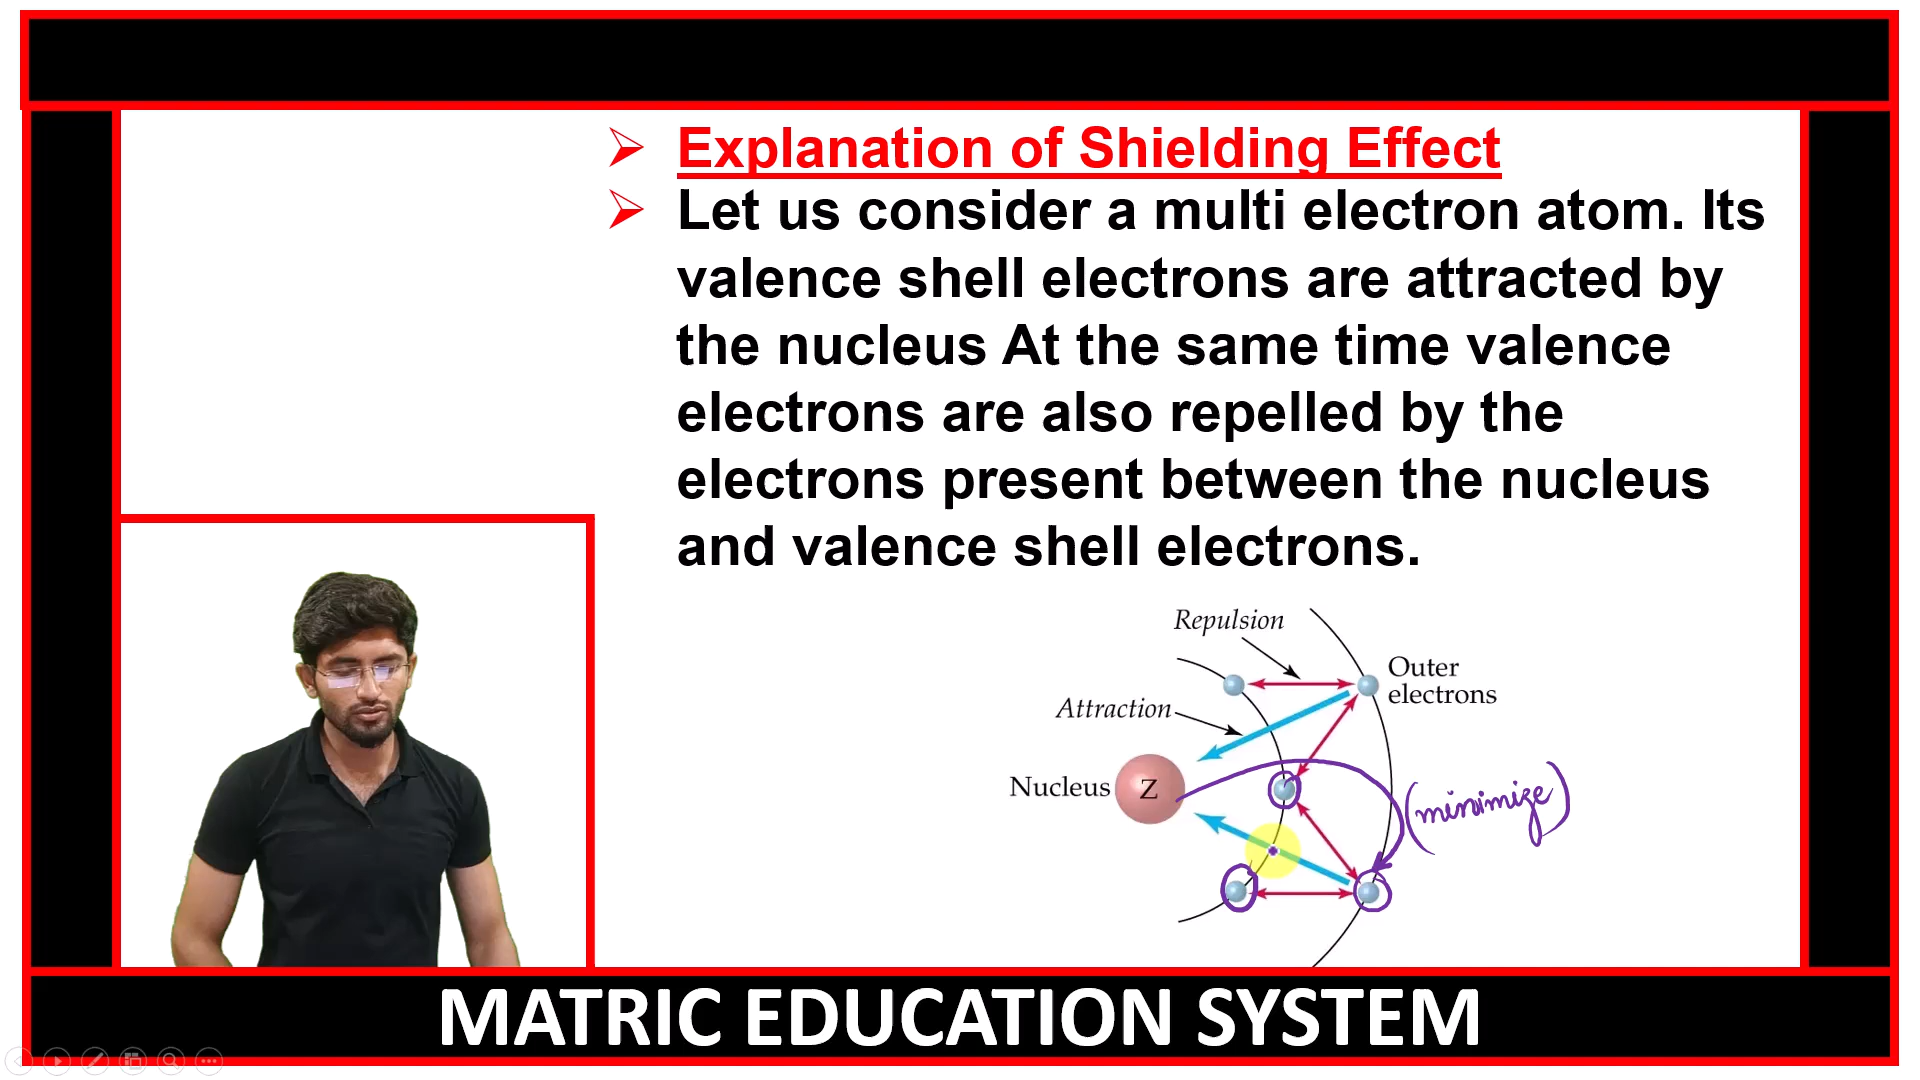 Explanation of Shielding Effect
Let us consider a multi electron atom. Its
valence shell electrons are attracted by
the nucleus At the same time valence
electrons are also repelled by the
electrons present between the nucleus
and valence shell electrons.
Repulsion
Outer
electrons
Attraction
Nucleus
Z
(minimize)
MATRIC EDUCATION SYSTEM